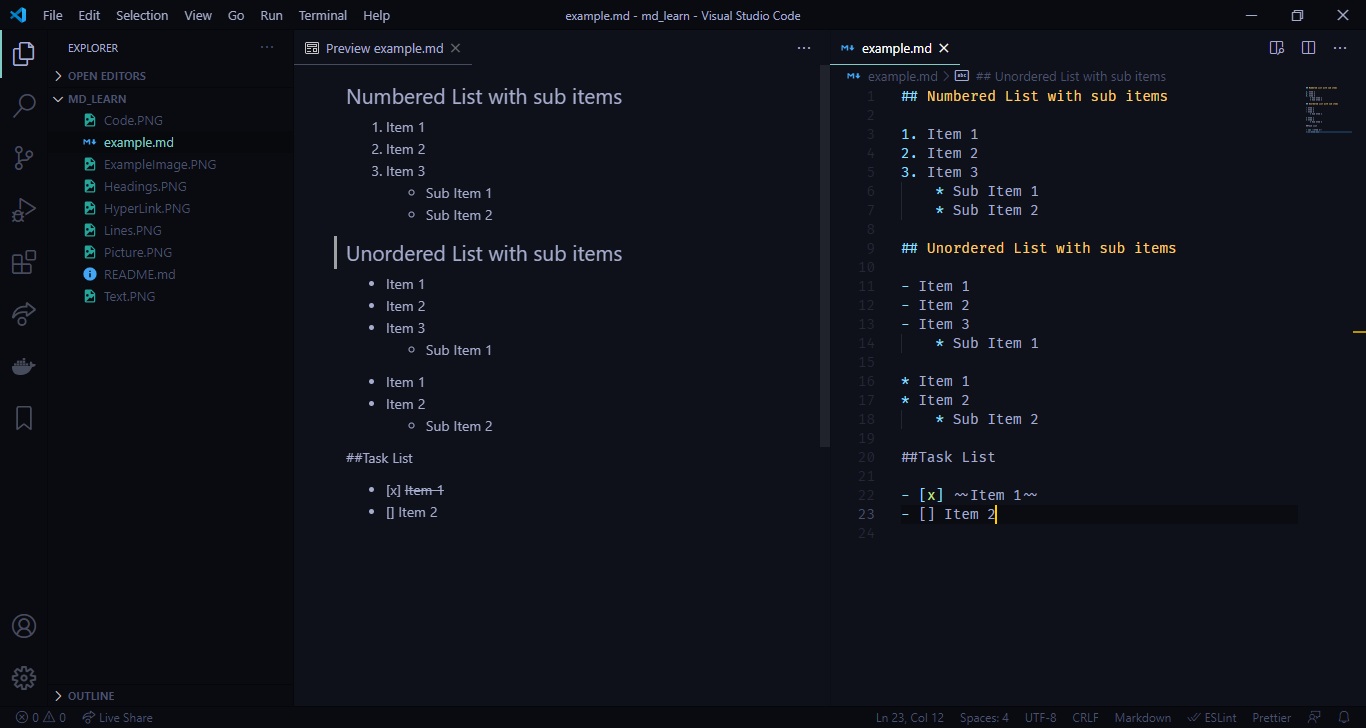 File Edit Selection View Go Run Terminal Help example.md - md_learn - Visual Studio Code
EXPLORER
OPEN EDITORS
MD_LEARN
Code.PNG
example.md
ExampleImage.PNG
Headings.PNG
HyperLink.PNG
Lines.PNG
Picture.PNG
README.md
Text.PNG
OUTLINE
Preview example.md
Numbered List with sub items
1. Item 1
2. Item 2
3. Item 3
Sub Item 1
Sub Item 2
Unordered List with sub items
Item 1
Item 2
Item 3
Sub Item 1
Item 1
Item 2
Sub Item 2
##Task List
[x] Item 1
[] Item 2
example.md
example.md > ## Unordered List with sub items
1 ## Numbered List with sub items
2
3 1. Item 1
4 2. Item 2
5 3. Item 3
6 * Sub Item 1
7 * Sub Item 2
8
9 ## Unordered List with sub items
10
11 - Item 1
12 - Item 2
13 - Item 3
14 * Sub Item 1
15
16 * Item 1
17 * Item 2
18 * Sub Item 2
19
20 ##Task List
21
22 - [x] ~~Item 1~~
23 - [] Item 2
24
0 0 Live Share Ln 23, Col 12 Spaces: 4 UTF-8 CRLF Markdown ESLint Prettier